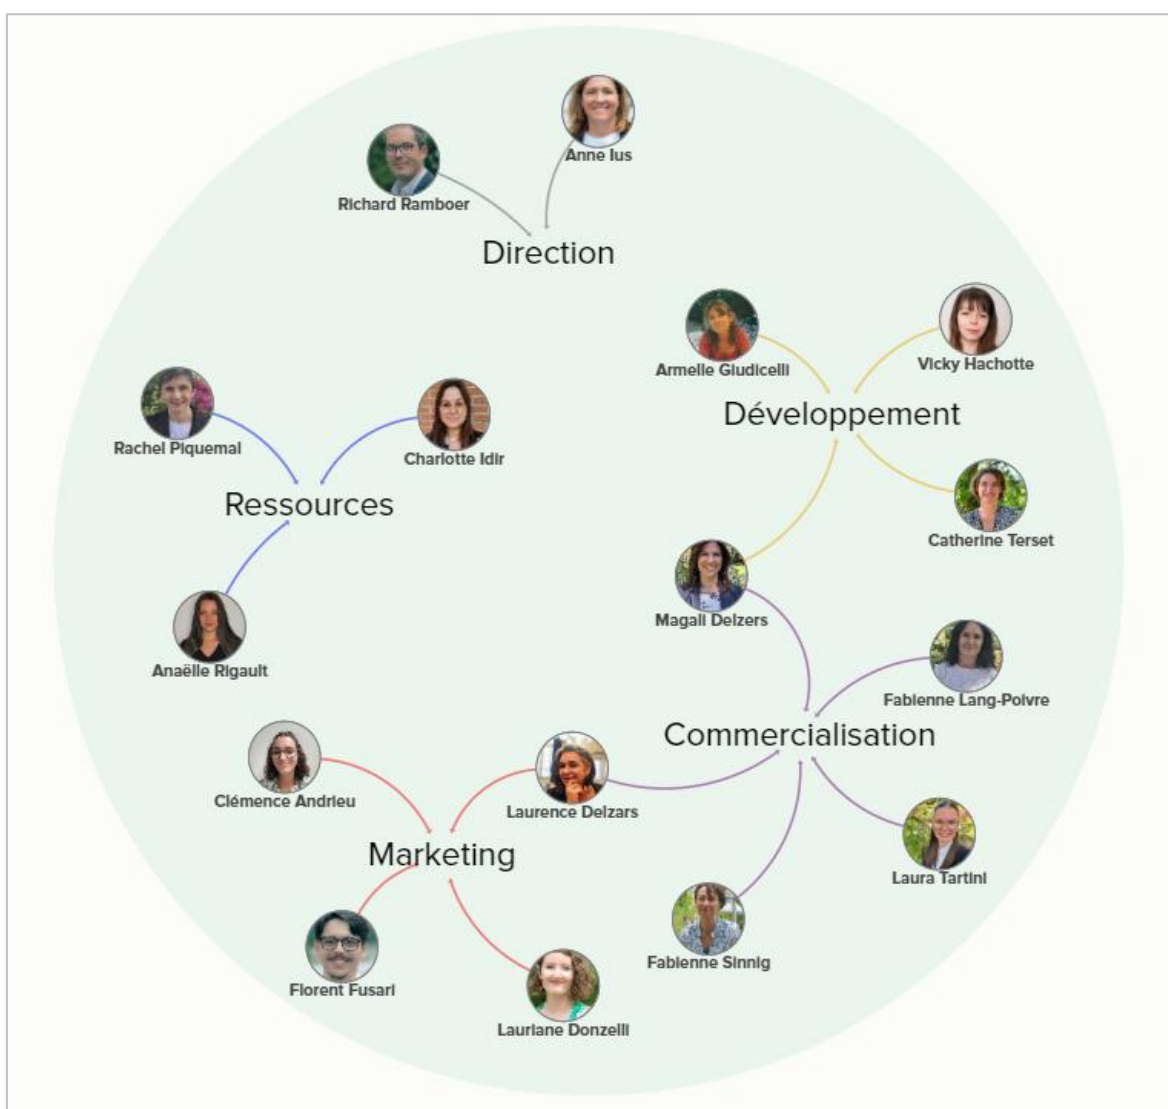 Anne Ius
Richard Ramboer
Direction
Armelle Giudicelli
Vicky Hachotte
Développement
Rachel Piquemal
Charlotte Idir
Ressources
Catherine Terset
Magali Delzers
Anaëlle Rigault
Fabienne Lang-Poivre
Commercialisation
Clémence Andrieu
Laurence Delzars
Marketing
Laura Tartini
Fabienne Sinnig
Florent Fusari
Lauriane Donzelli